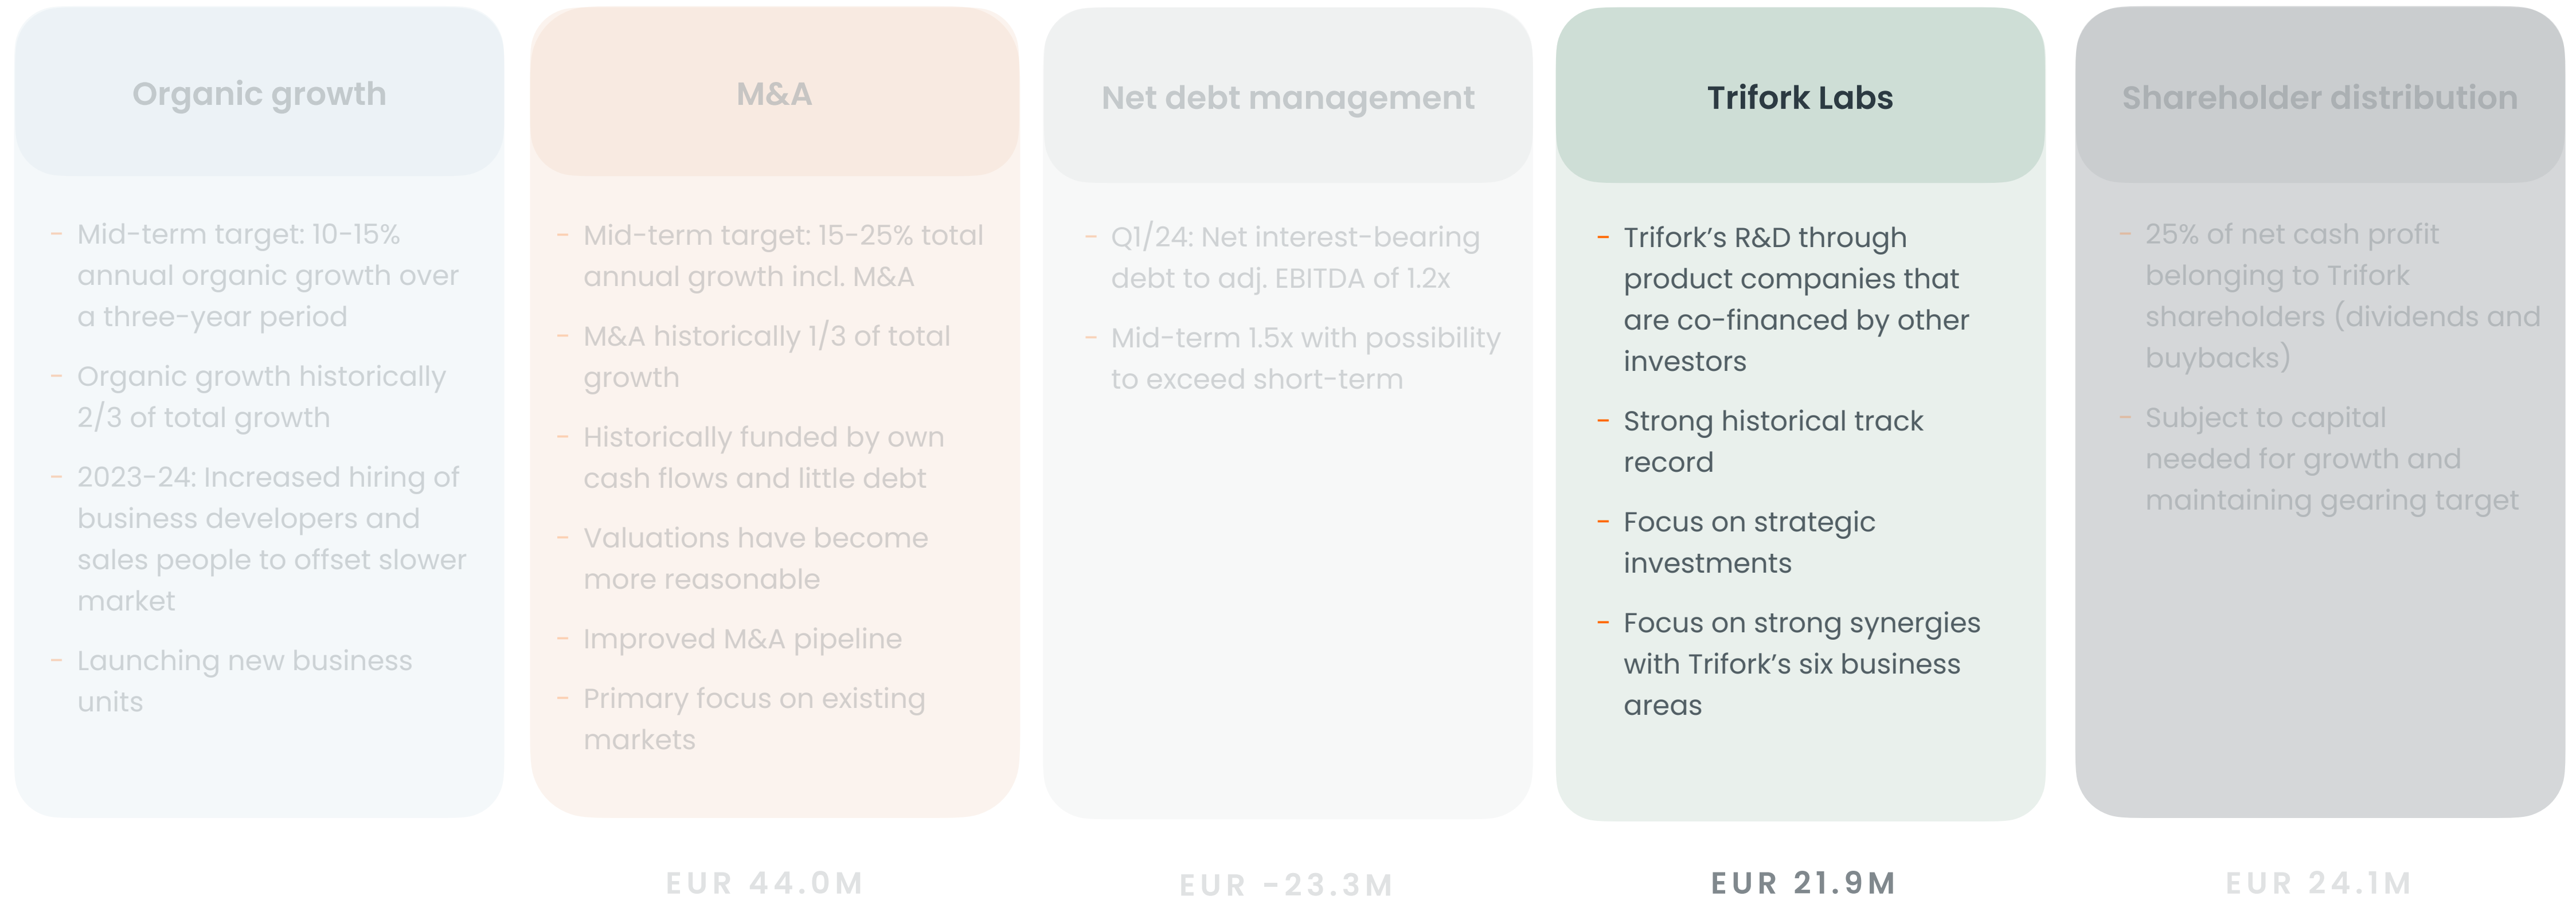 Organic growth
- Mid-term target: 10-15%
annual organic growth over
a three-year period
- Organic growth historically
2/3 of total growth
- 2023-24: Increased hiring of
business developers and
sales people to offset slower
market
- Launching new business
units
M&A
- Mid-term target: 15-25% total
annual growth incl. M&A
- M&A historically 1/3 of total
growth
- Historically funded by own
cash flows and little debt
- Valuations have become
more reasonable
- Improved M&A pipeline
- Primary focus on existing
markets
EUR 44.0M
Net debt management
- Q1/24: Net interest-bearing
debt to adj. EBITDA of 1.2x
- Mid-term 1.5x with possibility
to exceed short-term
EUR -23.3M
Trifork Labs
- Trifork’s R&D through
product companies that
are co-financed by other
investors
- Strong historical track
record
- Focus on strategic
investments
- Focus on strong synergies
with Trifork’s six business
areas
EUR 21.9M
Shareholder distribution
- 25% of net cash profit
belonging to Trifork
shareholders (dividends and
buybacks)
- Subject to capital
needed for growth and
maintaining gearing target
EUR 24.1M